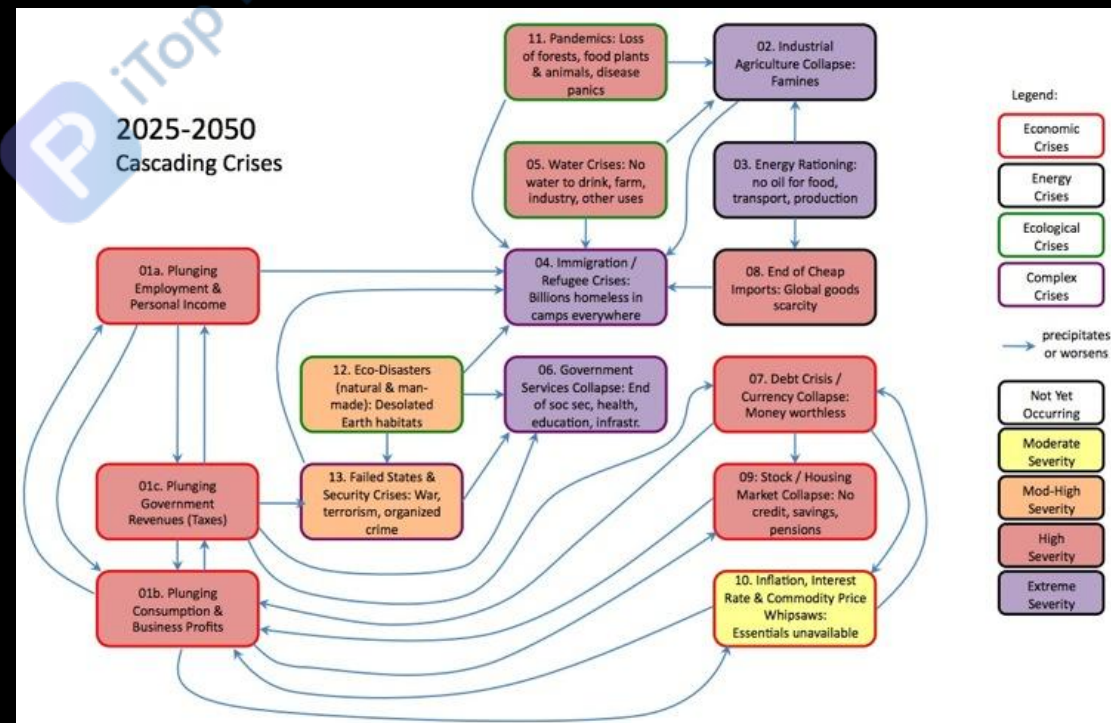 iTop
2025-2050
Cascading Crises
11. Pandemics: Loss
of forests, food plants
& animals, disease
panics
02. Industrial
Agriculture Collapse:
Famines
05. Water Crises: No
water to drink, farm,
industry, other uses
03. Energy Rationing:
no oil for food,
transport, production
01a. Plunging
Employment &
Personal Income
04. Immigration /
Refugee Crises:
Billions homeless in
camps everywhere
08. End of Cheap
Imports: Global goods
scarcity
12. Eco-Disasters
(natural & man-
made): Desolated
Earth habitats
06. Government
Services Collapse: End
of soc sec, health,
education, infrastr.
07. Debt Crisis /
Currency Collapse:
Money worthless
01c. Plunging
Government
Revenues (Taxes)
13. Failed States &
Security Crises: War,
terrorism, organized
crime
09: Stock / Housing
Market Collapse: No
credit, savings,
pensions
01b. Plunging
Consumption &
Business Profits
10. Inflation, Interest
Rate & Commodity Price
Whipsaws:
Essentials unavailable
Legend:
Economic
Crises
Energy
Crises
Ecological
Crises
Complex
Crises
precipitates
or worsens
Not Yet
Occurring
Moderate
Severity
Mod-High
Severity
High
Severity
Extreme
Severity